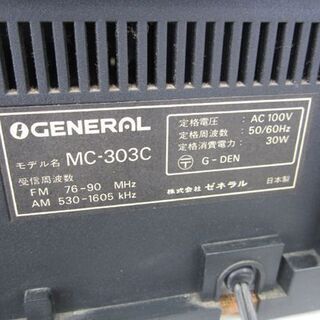 GENERAL
モデル名 MC-303C
受信周波数
FM 76-90 MHz
AM 530-1605 kHz
定格電圧: AC 100V
定格周波数: 50/60Hz
定格消費電力: 30W
G-DEN
株式会社 ゼネラル 日本製